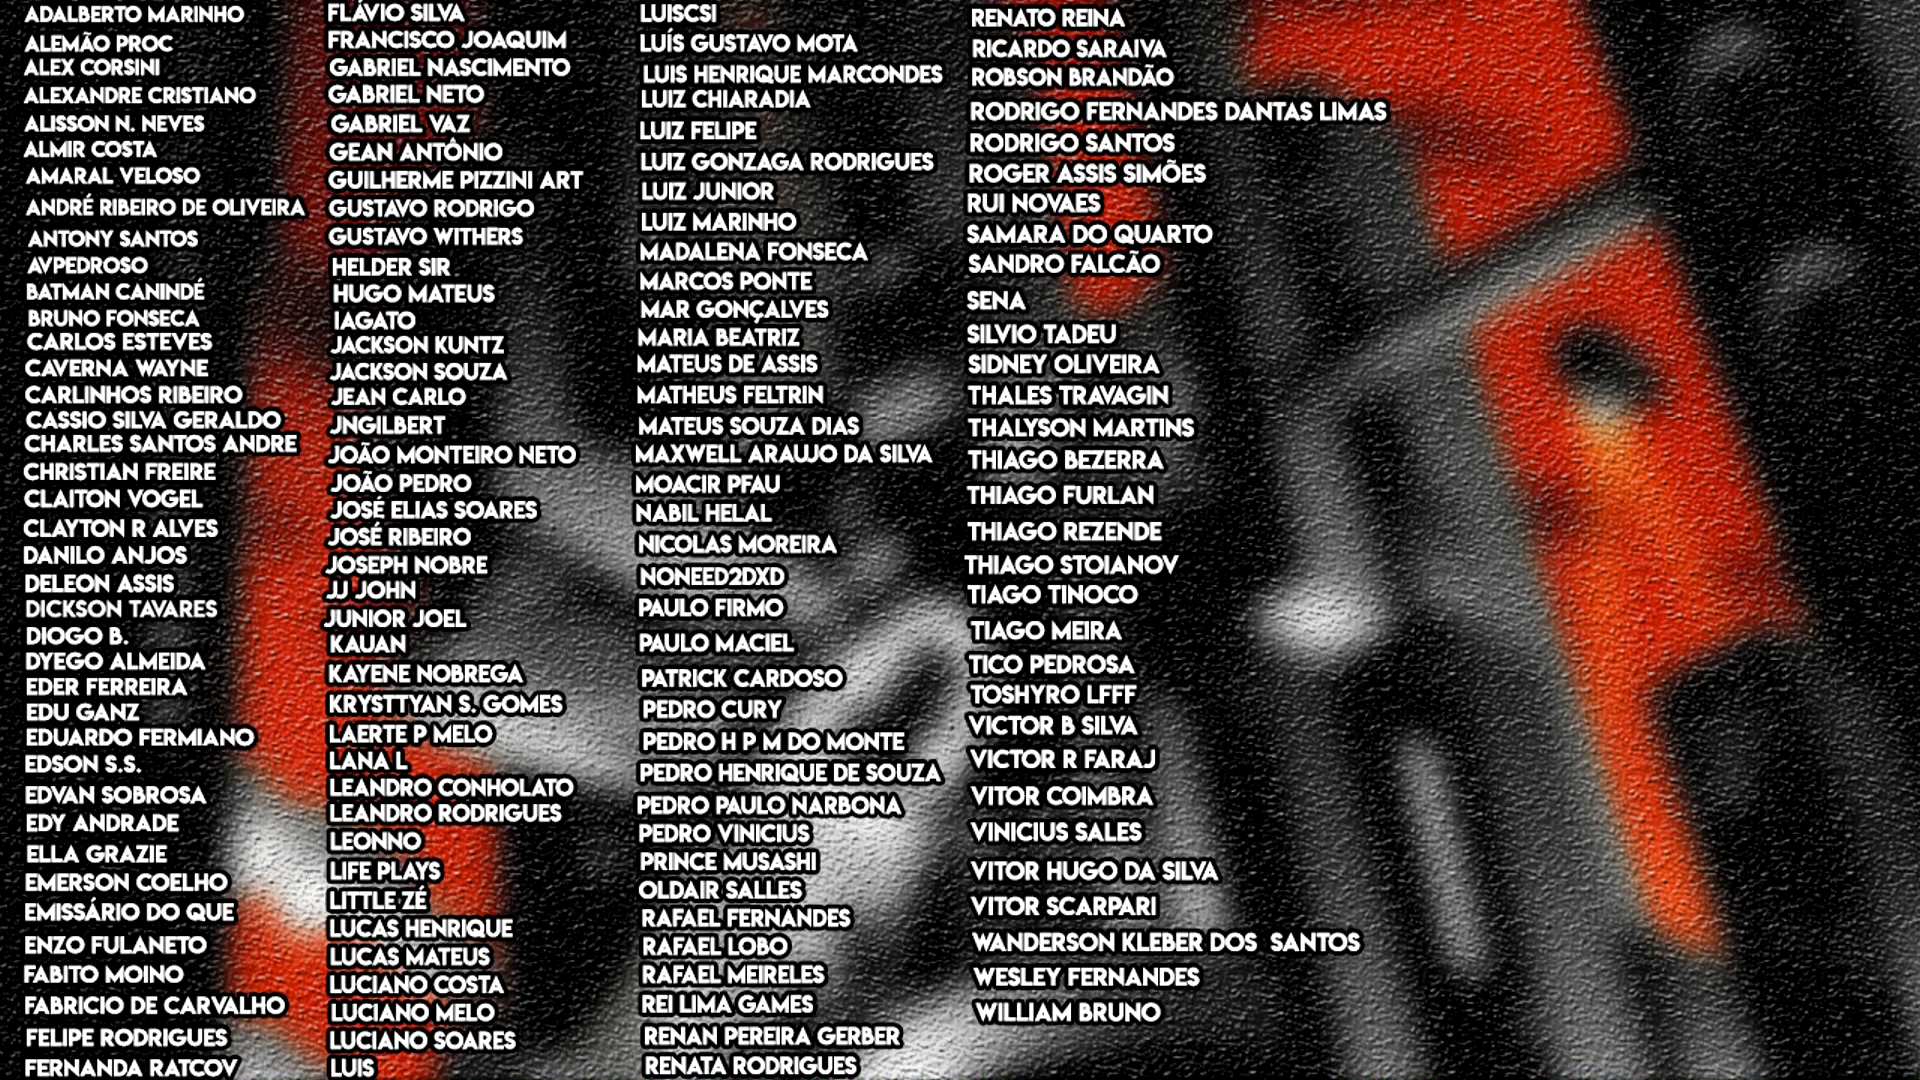 ADALBERTO MARINHO
ALEMÃO PROC
ALEX CORSINI
ALEXANDRE CRISTIANO
ALISSON N. NEVES
ALMIR COSTA
AMARAL VELOSO
ANDRÉ RIBEIRO DE OLIVEIRA
ANTONY SANTOS
AVPEDROSO
BATMAN CANINDÉ
BRUNO FONSECA
CARLOS ESTEVES
CAVERNA WAYNE
CARLINHOS RIBEIRO
CASSIO SILVA GERALDO
CHARLES SANTOS ANDRE
CHRISTIAN FREIRE
CLAITON VOGEL
CLAYTON R ALVES
DANILO ANJOS
DELEON ASSIS
DICKSON TAVARES
DIOGO B.
DYEGO ALMEIDA
EDER FERREIRA
EDU GANZ
EDUARDO FERMIANO
EDSON S.S.
EDVAN SOBROSA
EDY ANDRADE
ELLA GRAZIE
EMERSON COELHO
EMISSÁRIO DO QUE
ENZO FULANETO
FABITO MOINO
FABRICIO DE CARVALHO
FELIPE RODRIGUES
FERNANDA RATCOV
FLÁVIO SILVA
FRANCISCO JOAQUIM
GABRIEL NASCIMENTO
GABRIEL NETO
GABRIEL VAZ
GEAN ANTÔNIO
GUILHERME PIZZINI ART
GUSTAVO RODRIGO
GUSTAVO WITHERS
HELDER SIR
HUGO MATEUS
IAGATO
JACKSON KUNTZ
JACKSON SOUZA
JEAN CARLO
JNGILBERT
JOÃO MONTEIRO NETO
JOÃO PEDRO
JOSÉ ELIAS SOARES
JOSÉ RIBEIRO
JOSEPH NOBRE
JJ JOHN
JUNIOR JOEL
KAUAN
KAYENE NOBREGA
KRYSTTYAN S. GOMES
LAERTE P MELO
LANA L
LEANDRO CONHOLATO
LEANDRO RODRIGUES
LEONNO
LIFE PLAYS
LITTLE ZÉ
LUCAS HENRIQUE
LUCAS MATEUS
LUCIANO COSTA
LUCIANO MELO
LUCIANO SOARES
LUIS
LUISCSI
LUÍS GUSTAVO MOTA
LUIS HENRIQUE MARCONDES
LUIZ CHIARADIA
LUIZ FELIPE
LUIZ GONZAGA RODRIGUES
LUIZ JUNIOR
LUIZ MARINHO
MADALENA FONSECA
MARCOS PONTE
MAR GONÇALVES
MARIA BEATRIZ
MATEUS DE ASSIS
MATHEUS FELTRIN
MATEUS SOUZA DIAS
MAXWELL ARAUJO DA SILVA
MOACIR PFAU
NABIL HELAL
NICOLAS MOREIRA
NONEED2DXD
PAULO FIRMO
PAULO MACIEL
PATRICK CARDOSO
PEDRO CURY
PEDRO H P M DO MONTE
PEDRO HENRIQUE DE SOUZA
PEDRO PAULO NARBONA
PEDRO VINICIUS
PRINCE MUSASHI
OLDAIR SALLES
RAFAEL FERNANDES
RAFAEL LOBO
RAFAEL MEIRELES
REI LIMA GAMES
RENAN PEREIRA GERBER
RENATA RODRIGUES
RENATO REINA
RICARDO SARAIVA
ROBSON BRANDÃO
RODRIGO FERNANDES DANTAS LIMAS
RODRIGO SANTOS
ROGER ASSIS SIMÕES
RUI NOVAES
SAMARA DO QUARTO
SANDRO FALCÃO
SENA
SILVIO TADEU
SIDNEY OLIVEIRA
THALES TRAVAGIN
THALYSON MARTINS
THIAGO BEZERRA
THIAGO FURLAN
THIAGO REZENDE
THIAGO STOIANOV
TIAGO TINOCO
TIAGO MEIRA
TICO PEDROSA
TOSHYRO LFFF
VICTOR B SILVA
VICTOR R FARAJ
VITOR COIMBRA
VINICIUS SALES
VITOR HUGO DA SILVA
VITOR SCARPARI
WANDERSON KLEBER DOS  SANTOS
WESLEY FERNANDES
WILLIAM BRUNO